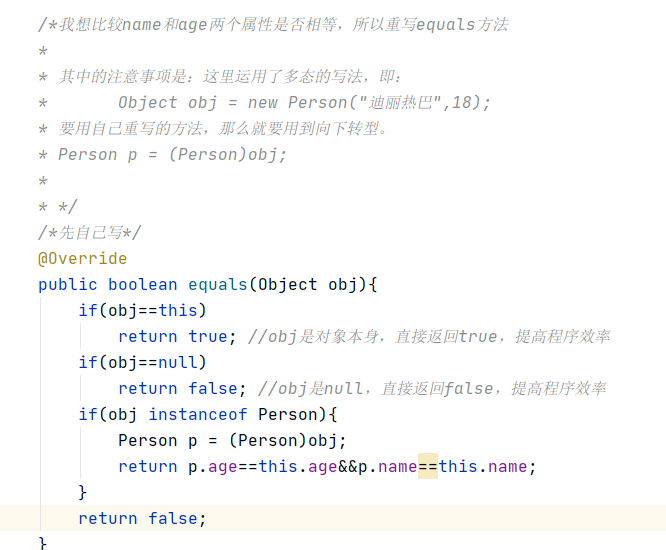 /*我想比较name和age两个属性是否相等，所以重写equals方法
*
* 其中的注意事项是：这里运用了多态的写法，即：
*       Object obj = new Person("迪丽热巴",18);
* 要用自己重写的方法，那么就要用到向下转型。
* Person p = (Person)obj;
*
* */
/*先自己写*/
@Override
public boolean equals(Object obj){
    if(obj==this)
        return true; //obj是对象本身，直接返回true，提高程序效率
    if(obj==null)
        return false; //obj是null，直接返回false，提高程序效率
    if(obj instanceof Person){
        Person p = (Person)obj;
        return p.age==this.age&&p.name==this.name;
    }
    return false;
}